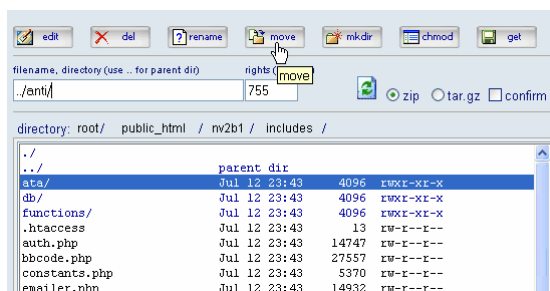 edit del rename move mkdir chmod get
filename, directory (use .. for parent dir) rights (
move
../anti/ 755 zip tar.gz confirm
directory: root/ public_html / nv2b1 / includes /
./
../ parent dir
ata/ Jul 12 23:43 4096 rwxr-xr-x
db/ Jul 12 23:43 4096 rwxr-xr-x
functions/ Jul 12 23:43 4096 rwxr-xr-x
.htaccess Jul 12 23:43 13 rw-r--r--
auth.php Jul 12 23:43 14747 rw-r--r--
bbcode.php Jul 12 23:43 27557 rw-r--r--
constants.php Jul 12 23:43 5370 rw-r--r--
emailer.php Jul 12 23:43 14932 rw-r--r--